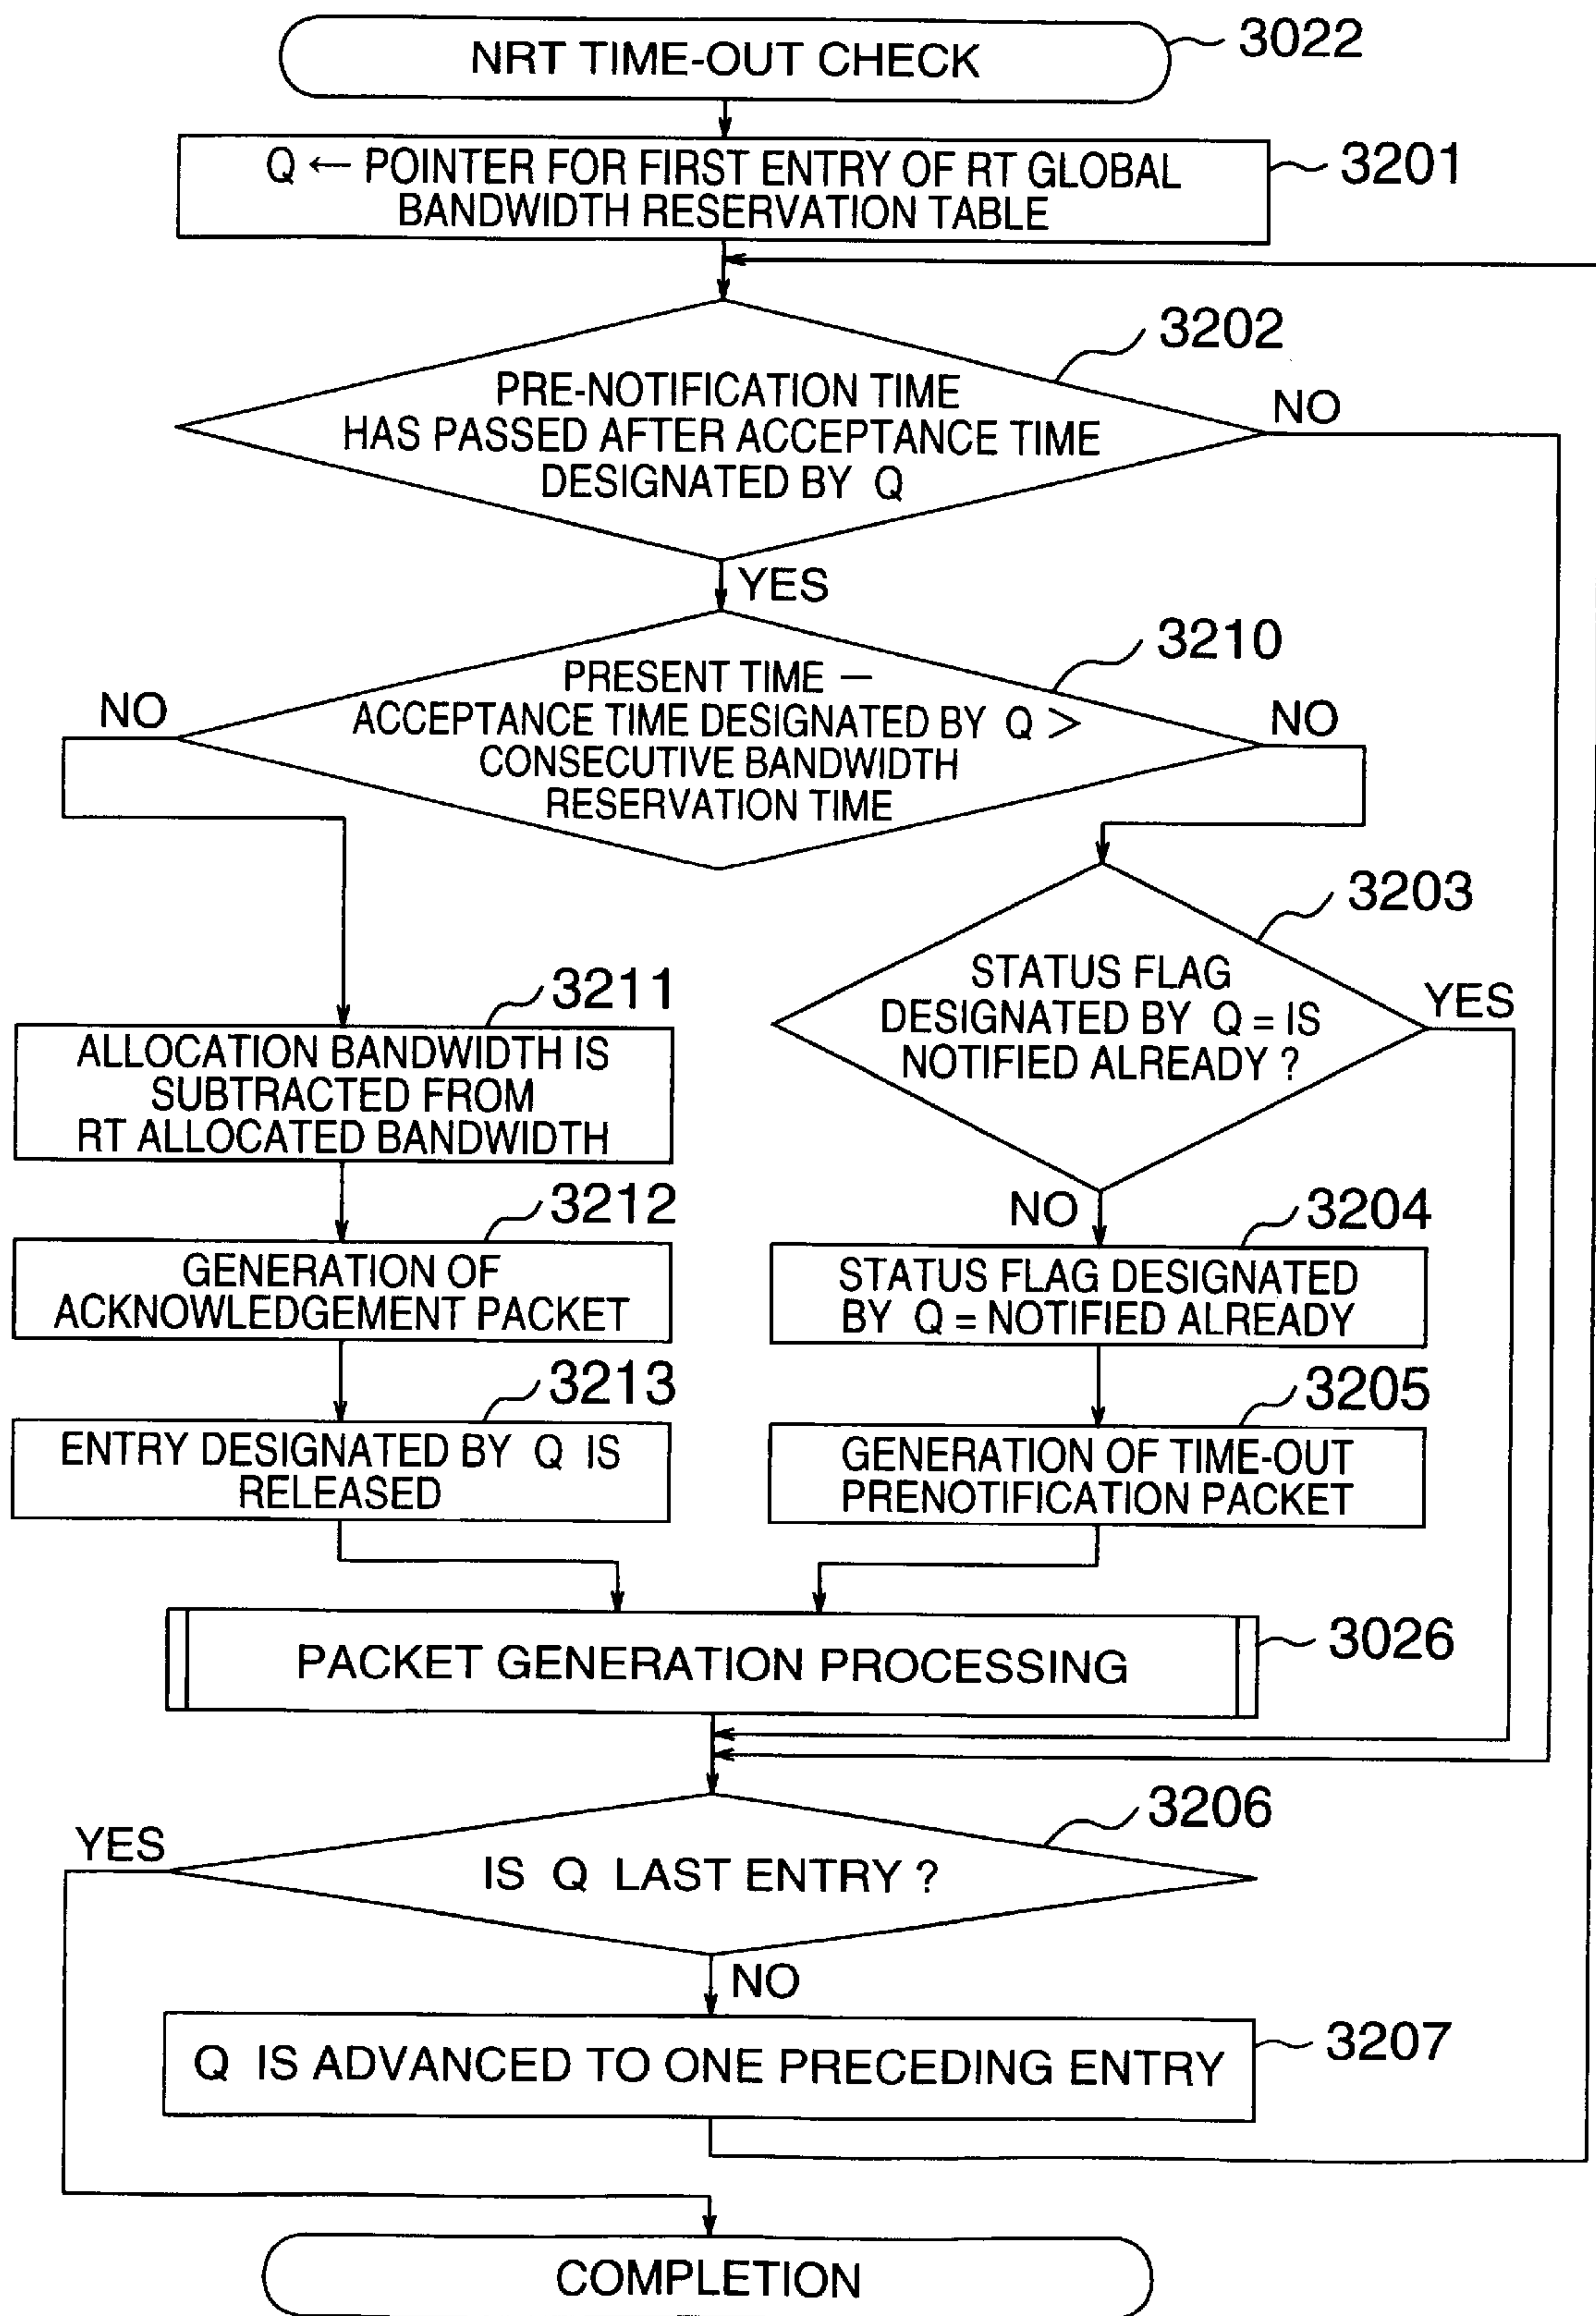 NRT TIME-OUT CHECK
3022
Q ← POINTER FOR FIRST ENTRY OF RT GLOBAL
BANDWIDTH RESERVATION TABLE
3201
3202
PRE-NOTIFICATION TIME
HAS PASSED AFTER ACCEPTANCE TIME
DESIGNATED BY Q
NO
YES
3210
PRESENT TIME —
ACCEPTANCE TIME DESIGNATED BY Q >
CONSECUTIVE BANDWIDTH
RESERVATION TIME
NO
NO
3203
STATUS FLAG
DESIGNATED BY Q = IS
NOTIFIED ALREADY ?
YES
NO
3211
ALLOCATION BANDWIDTH IS
SUBTRACTED FROM
RT ALLOCATED BANDWIDTH
3212
GENERATION OF
ACKNOWLEDGEMENT PACKET
3204
STATUS FLAG DESIGNATED
BY Q = NOTIFIED ALREADY
3213
ENTRY DESIGNATED BY Q IS
RELEASED
3205
GENERATION OF TIME-OUT
PRENOTIFICATION PACKET
PACKET GENERATION PROCESSING
3026
3206
YES
IS Q LAST ENTRY ?
NO
Q IS ADVANCED TO ONE PRECEDING ENTRY
3207
COMPLETION